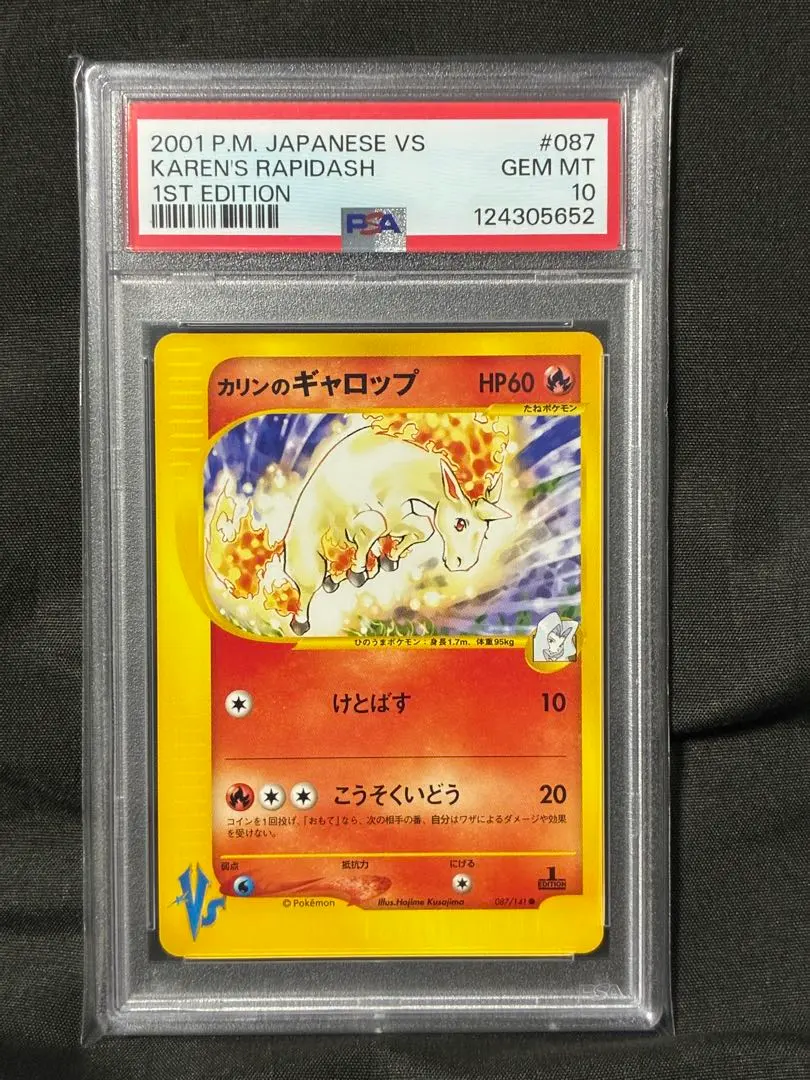 2001 P.M. JAPANESE VS #087
KAREN'S RAPIDASH GEM MT
1ST EDITION 10
PSA 124305652
カリンのギャロップ HP60
たねポケモン
ひのうまポケモン：身長1.7m、体重95kg
けとばす 10
こうそくいどう 20
コインを1回投げ、「おもて」なら、次の相手の番、自分はワザによるダメージや効果
を受けない。
弱点 抵抗力 にげる
1
EDITION
VS
©Pokémon Illus.Hajime Kusajima 087/141●
PSA